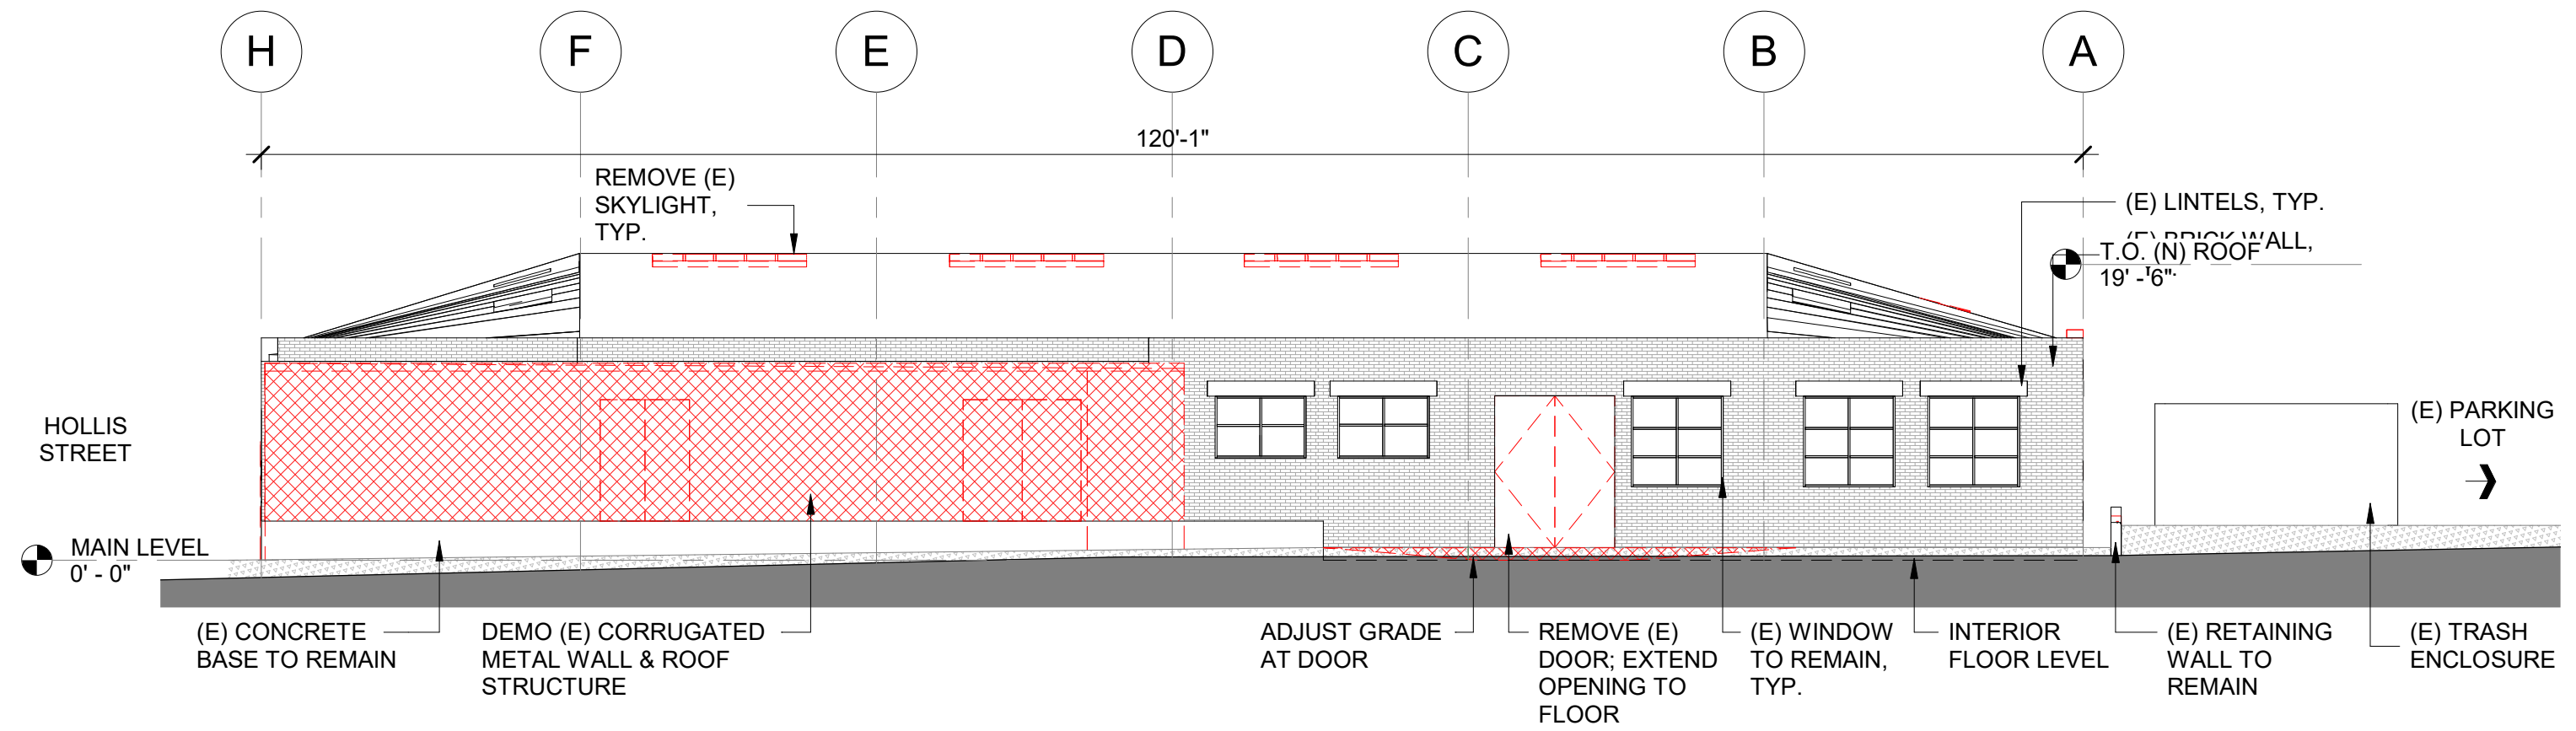 H F E D C B A
120'-1"
REMOVE (E)
SKYLIGHT,
TYP.
(E) LINTELS, TYP.
(E) BRICK WALL,
T.O. (N) ROOF
19' - 6"
HOLLIS
STREET
(E) PARKING
LOT
MAIN LEVEL
0' - 0"
(E) CONCRETE
BASE TO REMAIN
DEMO (E) CORRUGATED
METAL WALL & ROOF
STRUCTURE
ADJUST GRADE
AT DOOR
REMOVE (E)
DOOR; EXTEND
OPENING TO
FLOOR
(E) WINDOW
TO REMAIN,
TYP.
INTERIOR
FLOOR LEVEL
(E) RETAINING
WALL TO
REMAIN
(E) TRASH
ENCLOSURE